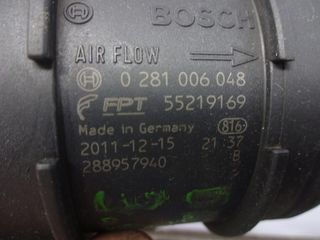 BOSCH
AIR FLOW
0 281 006 048
FPT 55219169
Made in Germany 816
2011-12-15 21:37
288957940 B